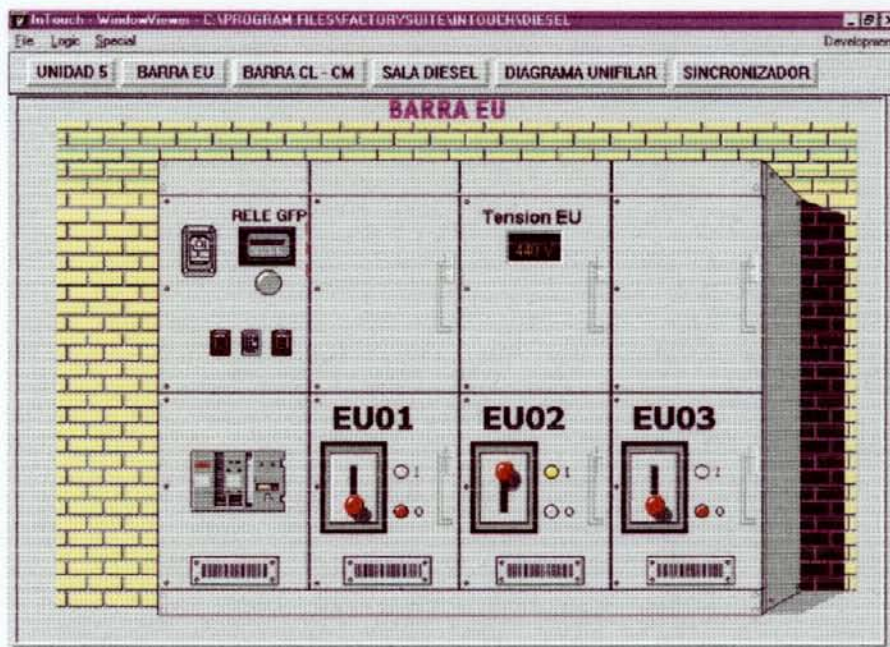 InTouch - WindowViewer - C:\PROGRAM FILES\FACTORYSUITE\INTOUCH\DIESEL
File Logic Special
Development
UNIDAD 5 BARRA EU BARRA CL - CM SALA DIESEL DIAGRAMA UNIFILAR SINCRONIZADOR
BARRA EU
RELE GFP
Tension EU
440 V
EU01 EU02 EU03
I I I
O O O